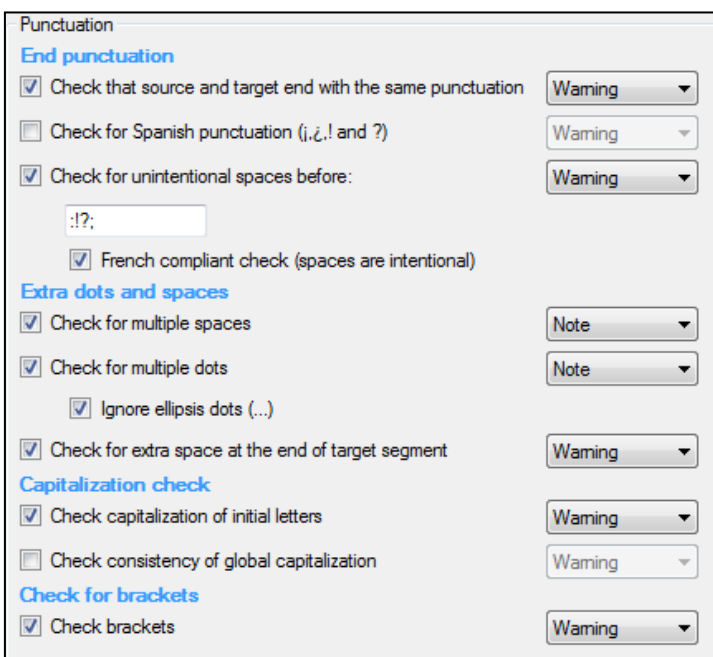 Punctuation
End punctuation
Check that source and target end with the same punctuation Warning
Check for Spanish punctuation (¡,¿,! and ?) Warning
Check for unintentional spaces before: Warning
:!?;
French compliant check (spaces are intentional)
Extra dots and spaces
Check for multiple spaces Note
Check for multiple dots Note
Ignore ellipsis dots (...)
Check for extra space at the end of target segment Warning
Capitalization check
Check capitalization of initial letters Warning
Check consistency of global capitalization Warning
Check for brackets
Check brackets Warning